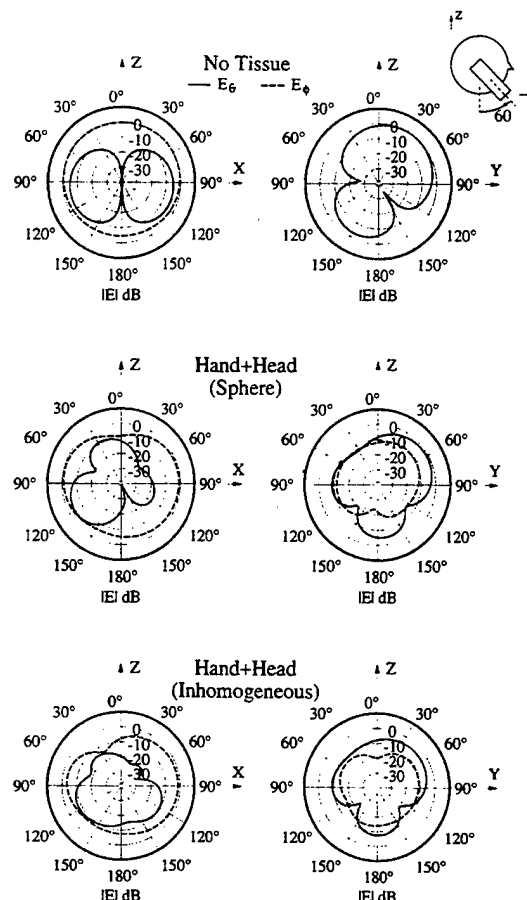 z
60
No Tissue
Z
— E_θ --- E_ϕ
0°
30° 30°
60° 60°
90° 90°
120° 120°
150° 150°
180°
0
-10
-20
-30
X
|E| dB
0°
30° 30°
60° 60°
90° 90°
120° 120°
150° 150°
180°
0
-10
-20
-30
Y
|E| dB
Hand+Head
(Sphere)
Z
0°
30° 30°
60° 60°
90° 90°
120° 120°
150° 150°
180°
0
-10
-20
-30
X
|E| dB
Z
0°
30° 30°
60° 60°
90° 90°
120° 120°
150° 150°
180°
0
-10
-20
-30
Y
|E| dB
Hand+Head
(Inhomogeneous)
Z
0°
30° 30°
60° 60°
90° 90°
120° 120°
150° 150°
180°
0
-10
-20
-30
X
|E| dB
Z
0°
30° 30°
60° 60°
90° 90°
120° 120°
150° 150°
180°
0
-10
-20
-30
Y
|E| dB